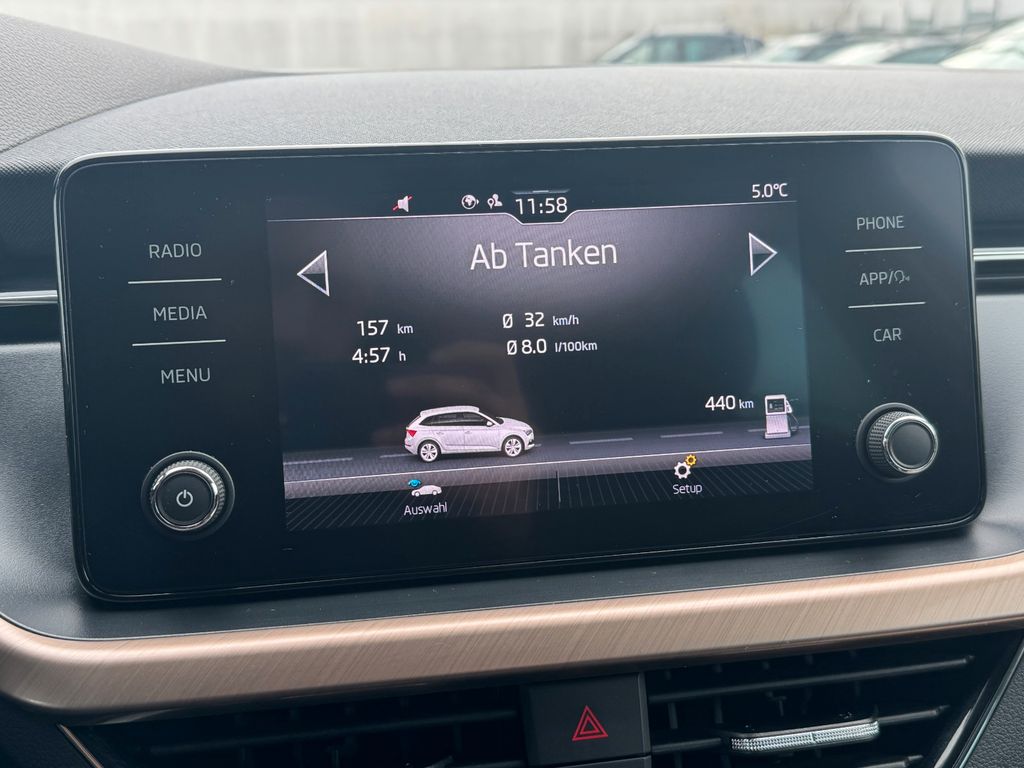 11:58
5.0°C
RADIO
MEDIA
MENU
Ab Tanken
157 km
4:57 h
Ø 32 km/h
Ø 8.0 l/100km
440 km
Auswahl
Setup
PHONE
APP/
CAR